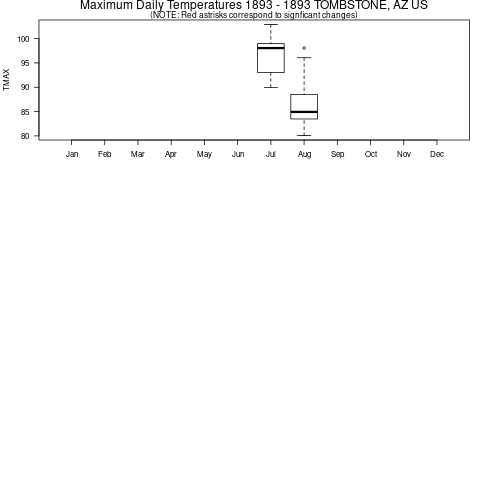 Maximum Daily Temperatures 1893 - 1893 TOMBSTONE, AZ US
(NOTE: Red astrisks correspond to signficant changes)
TMAX
100
95
90
85
80
Jan Feb Mar Apr May Jun Jul Aug Sep Oct Nov Dec